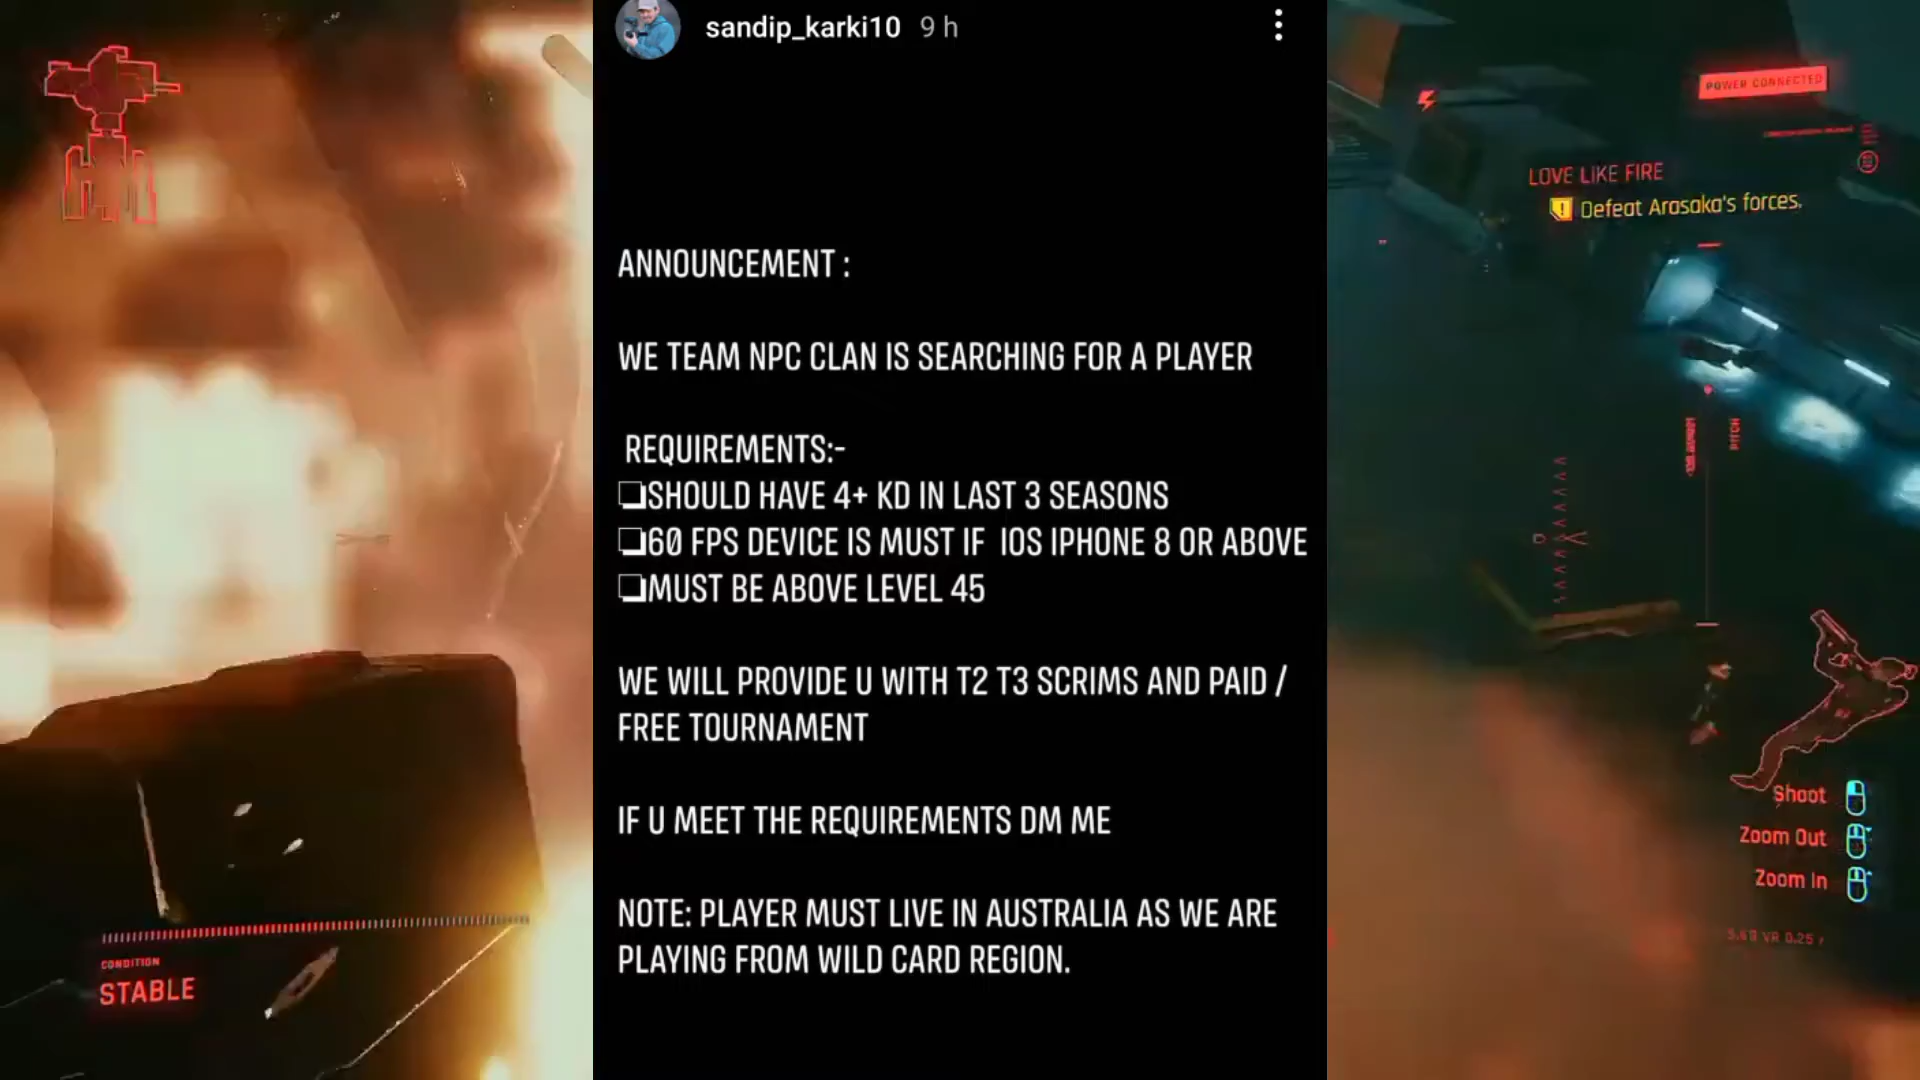 sandip_karki10 9 h
ANNOUNCEMENT :
WE TEAM NPC CLAN IS SEARCHING FOR A PLAYER
REQUIREMENTS:-
❏SHOULD HAVE 4+ KD IN LAST 3 SEASONS
❏60 FPS DEVICE IS MUST IF IOS IPHONE 8 OR ABOVE
❏MUST BE ABOVE LEVEL 45
WE WILL PROVIDE U WITH T2 T3 SCRIMS AND PAID /
FREE TOURNAMENT
IF U MEET THE REQUIREMENTS DM ME
NOTE: PLAYER MUST LIVE IN AUSTRALIA AS WE ARE
PLAYING FROM WILD CARD REGION.
CONDITION
STABLE
POWER CONNECTED
LOVE LIKE FIRE
Defeat Arasaka's forces.
PITCH
Shoot
Zoom Out
Zoom In